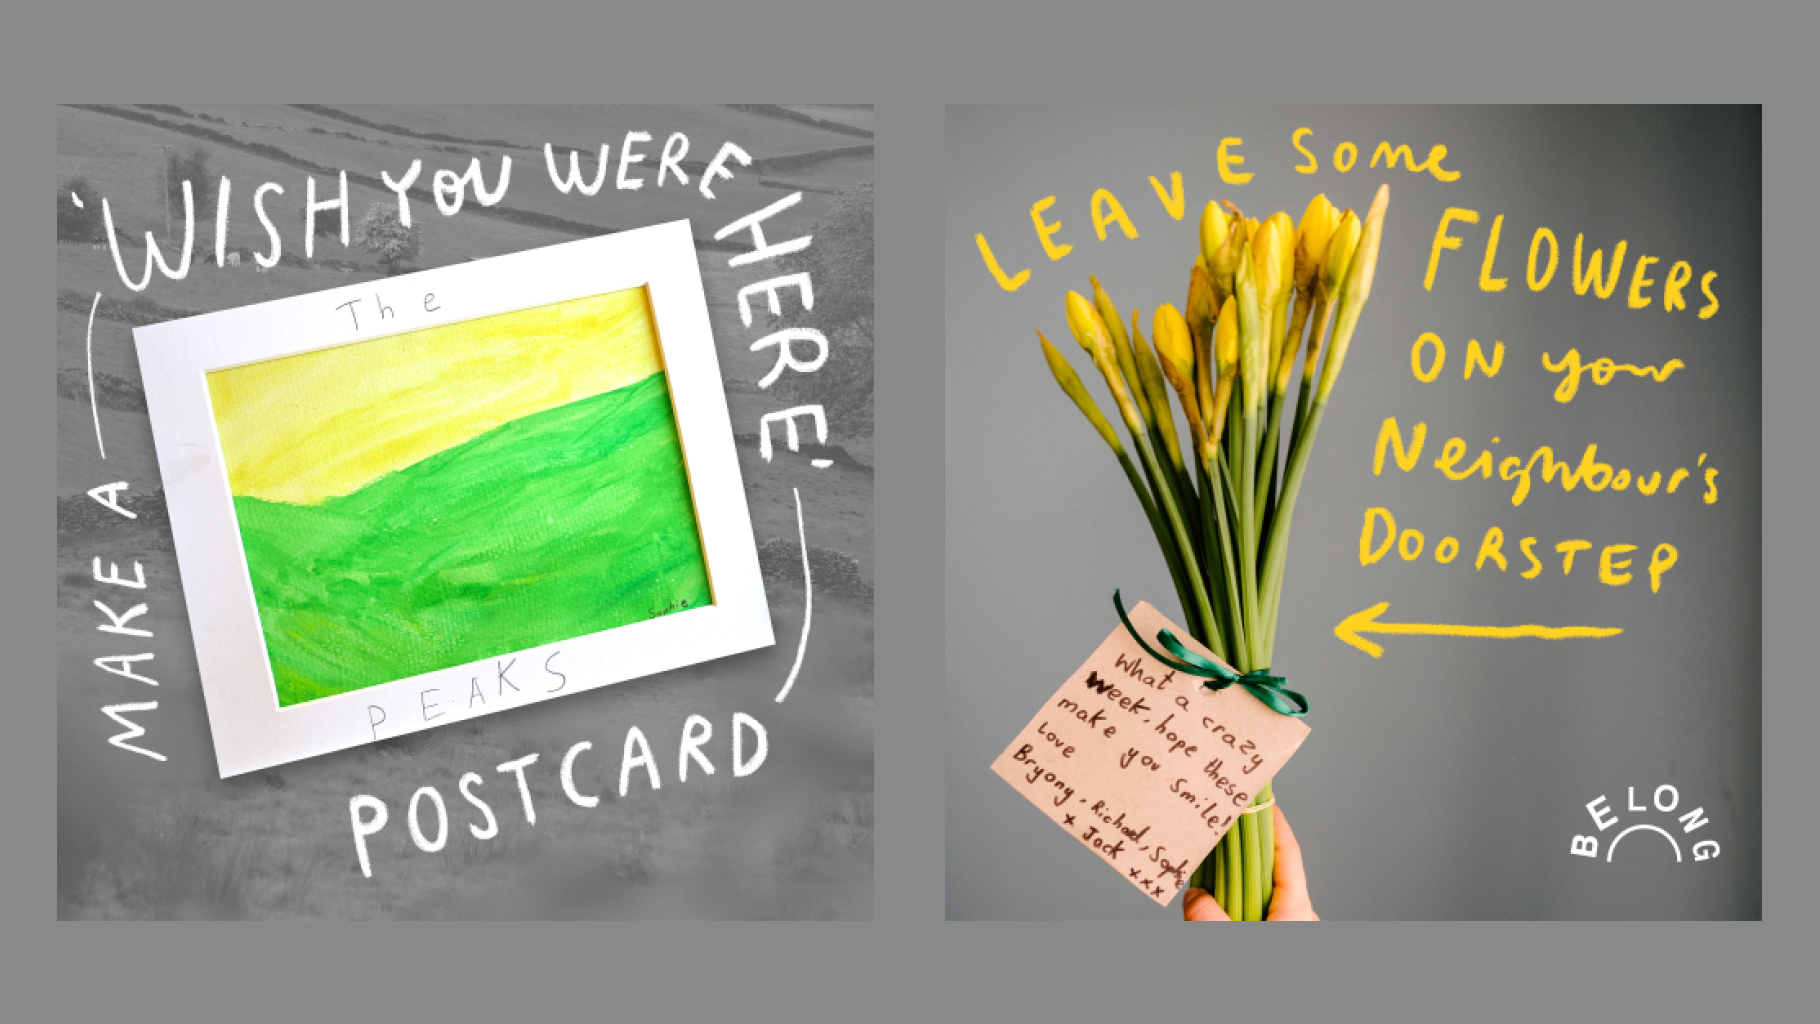 MAKE A
'WISH YOU WERE
HERE'
POSTCARD
The
PEAKS
Sophie
LEAVE some
FLOWERS
ON your
Neighbour's
DOORSTEP
What a crazy
week, hope these
make you smile!
Love
Bryony, Richard, Sophie
x Jack xxx
BELONG